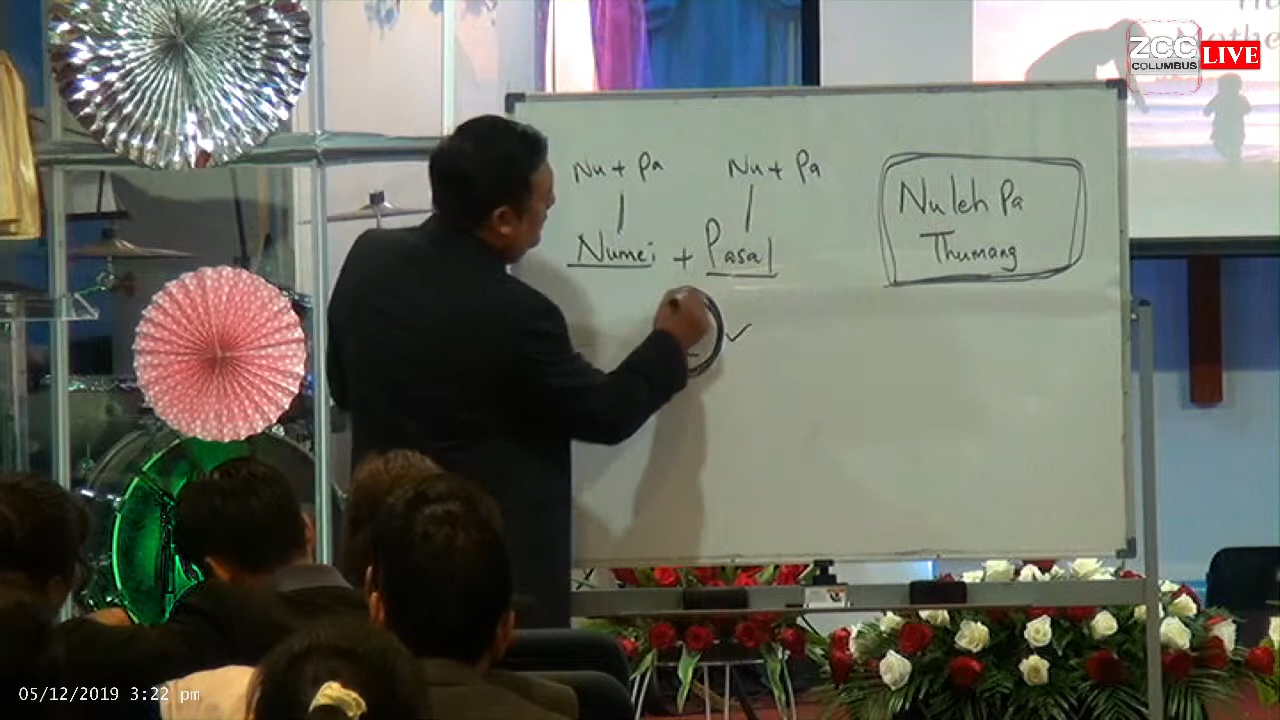 Nu + Pa Nu + Pa
Numei + Pasal
✓
Nu leh Pa
Thumang
ZCC
COLUMBUS
LIVE
05/12/2019 3:22 pm